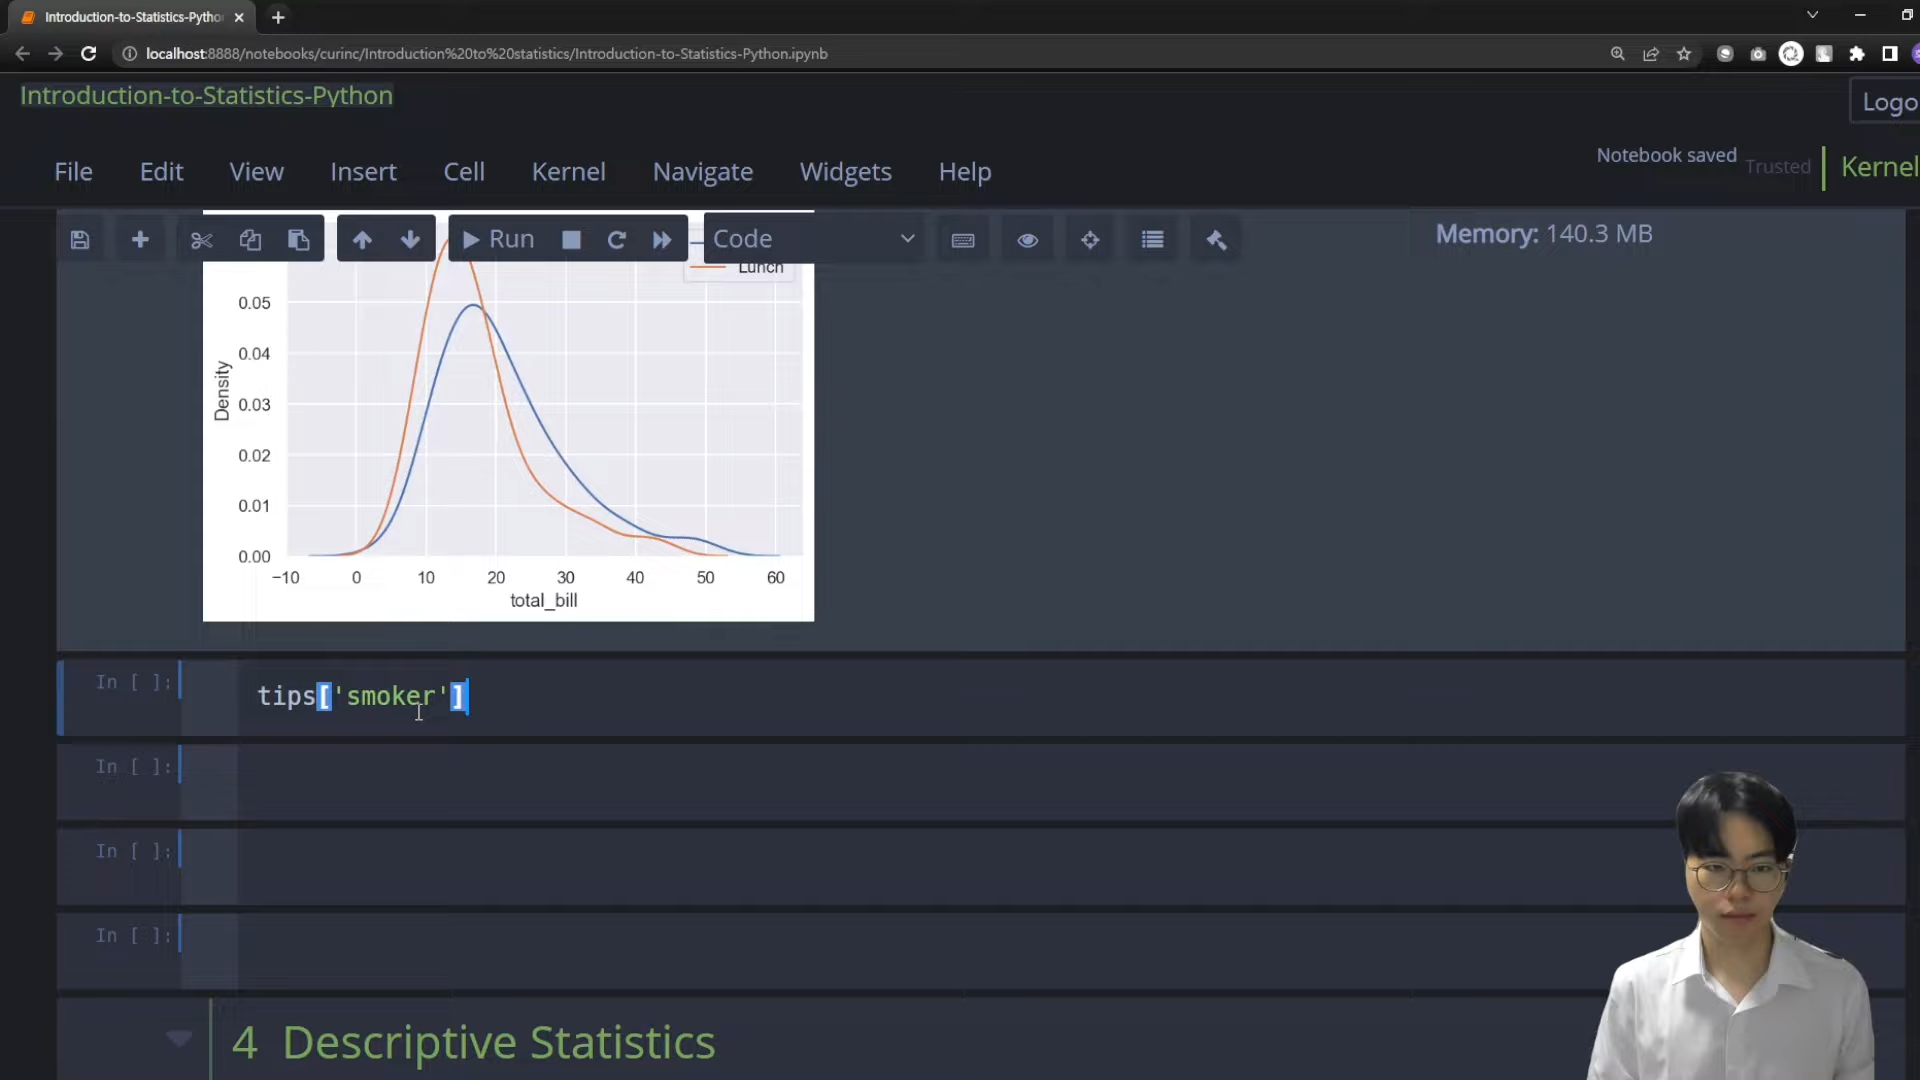 Introduction-to-Statistics-Pytho
localhost:8888/notebooks/curinc/Introduction%20to%20statistics/Introduction-to-Statistics-Python.ipynb
Introduction-to-Statistics-Python
Logo
File Edit View Insert Cell Kernel Navigate Widgets Help
Notebook saved Trusted Kernel
Run Code
Memory: 140.3 MB
Lunch
0.05
0.04
0.03
0.02
0.01
0.00
Density
−10 0 10 20 30 40 50 60
total_bill
In [ ]: tips['smoker']
In [ ]:
In [ ]:
In [ ]:
4 Descriptive Statistics